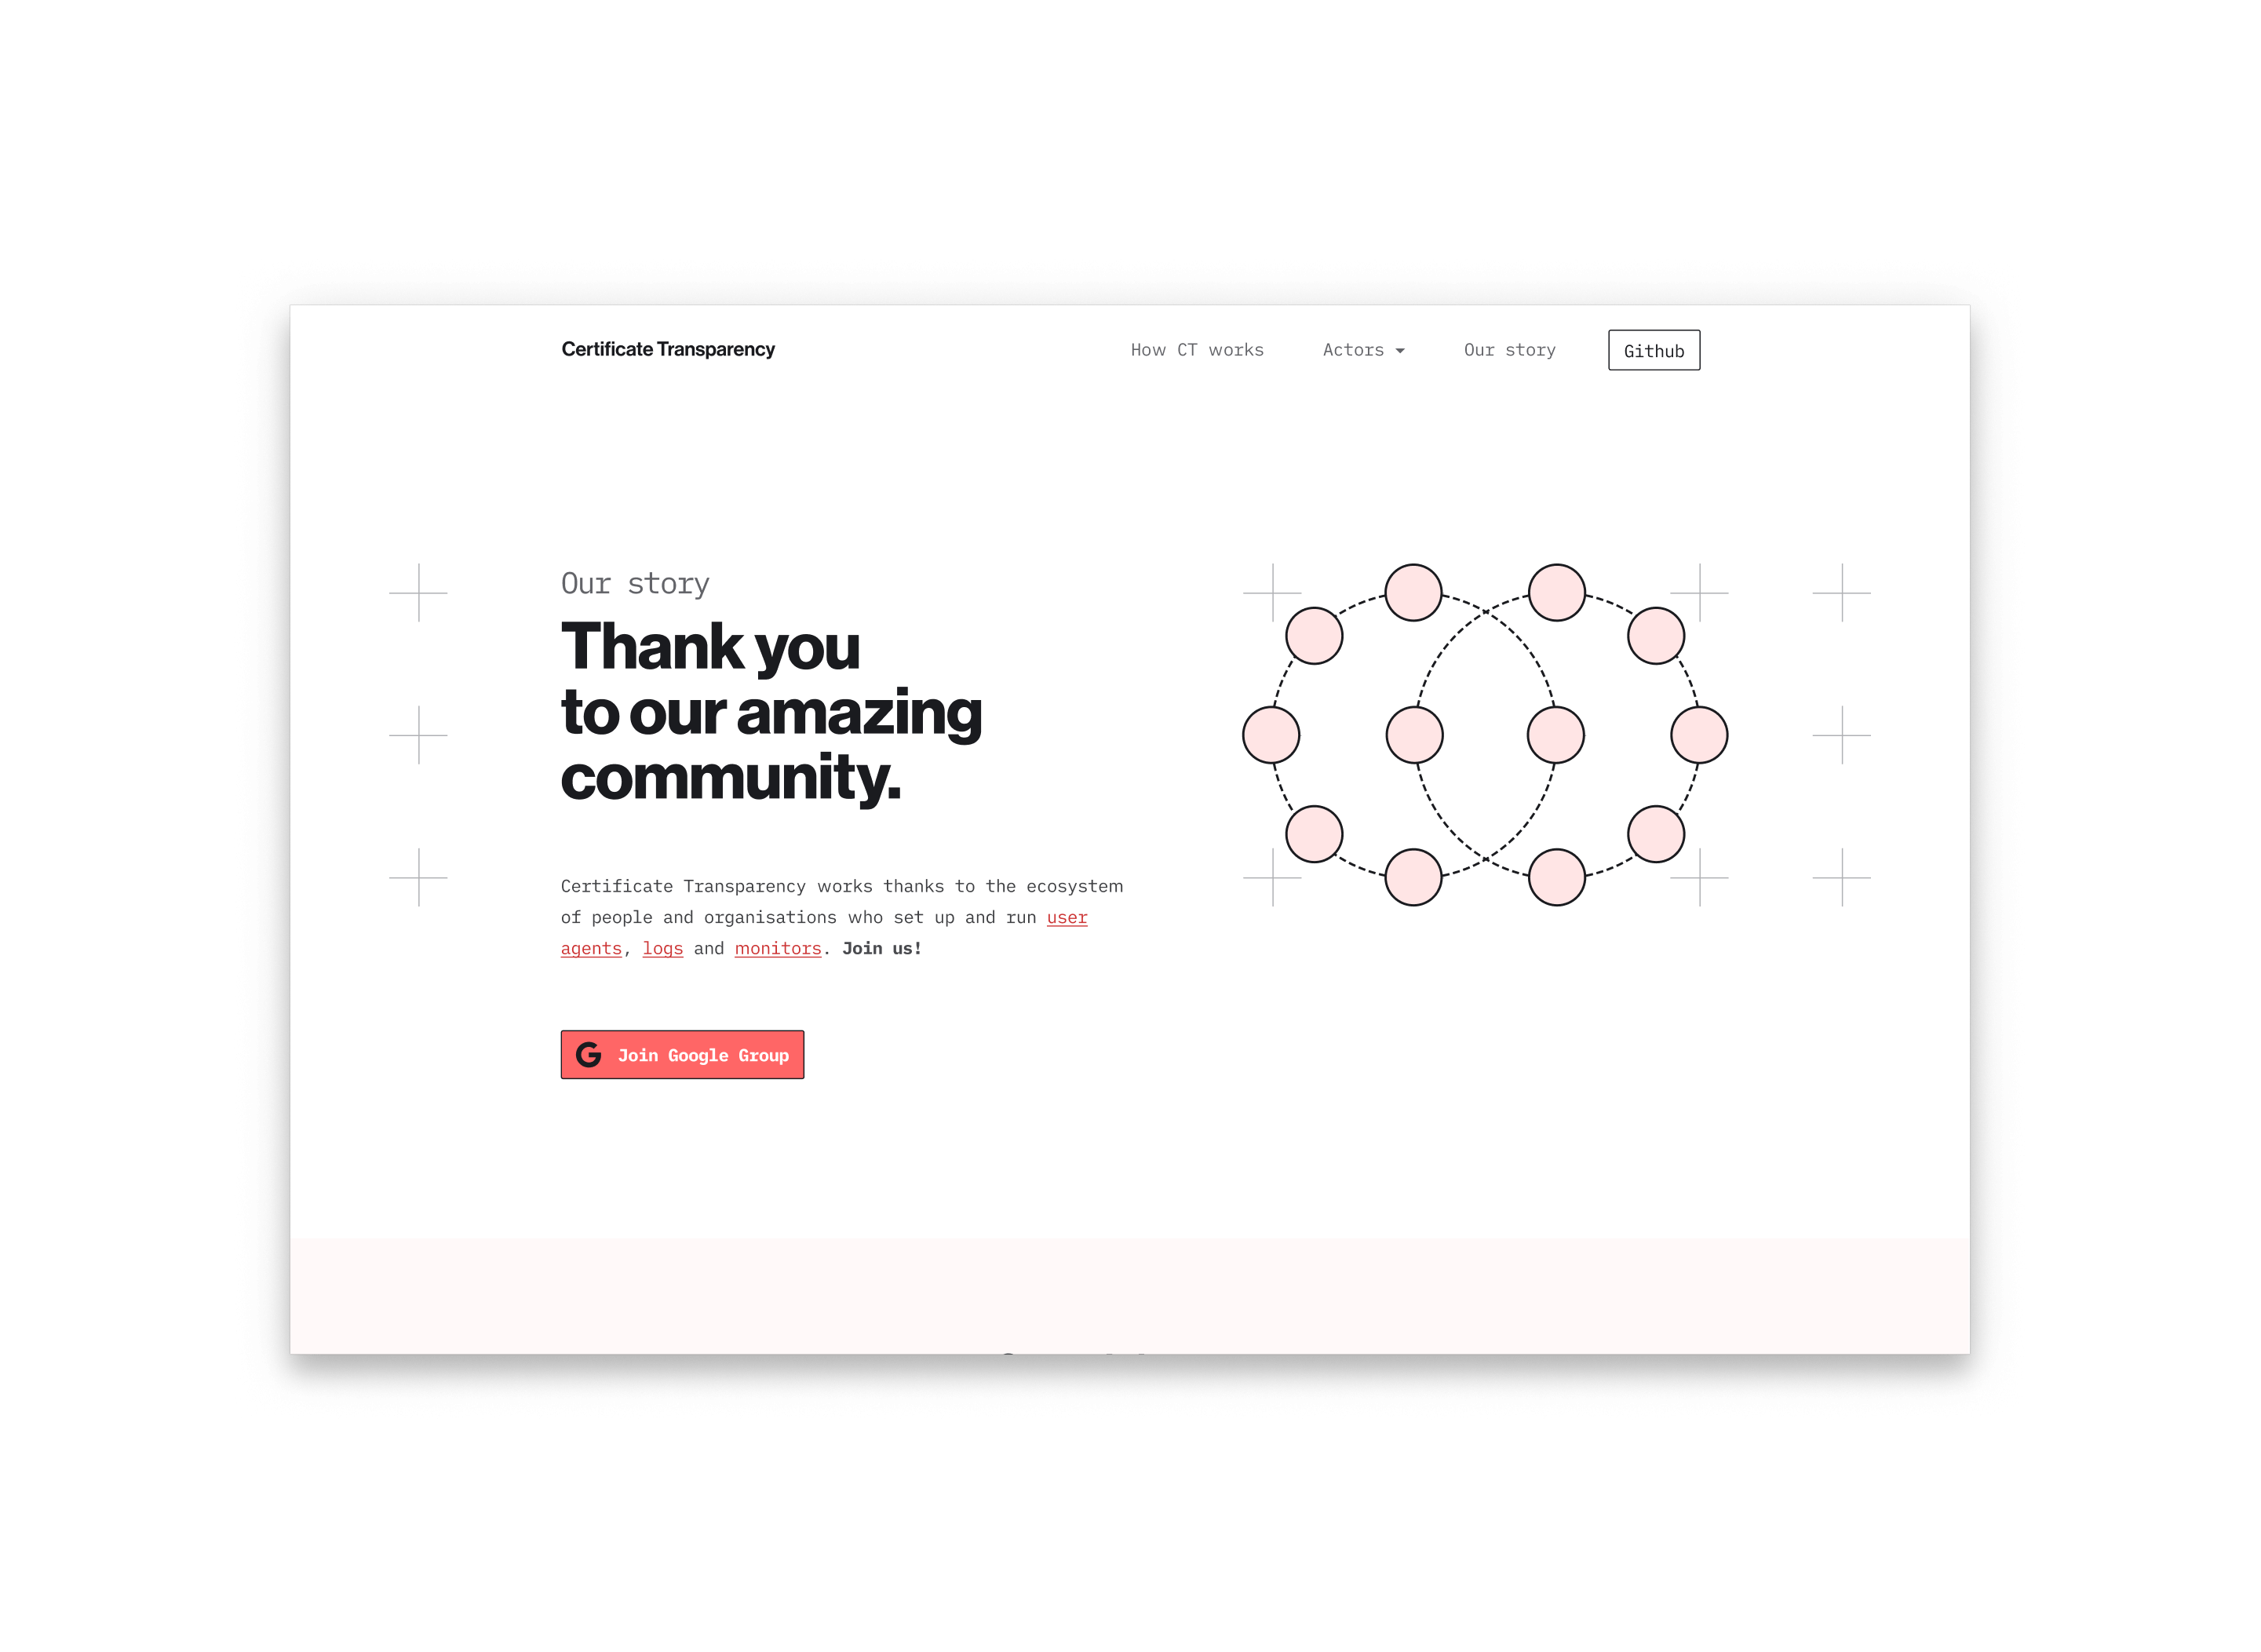 Certificate Transparency
How CT works
Actors
Our story
Github
Our story
Thank you
to our amazing
community.
Certificate Transparency works thanks to the ecosystem
of people and organisations who set up and run user
agents, logs and monitors. Join us!
Join Google Group